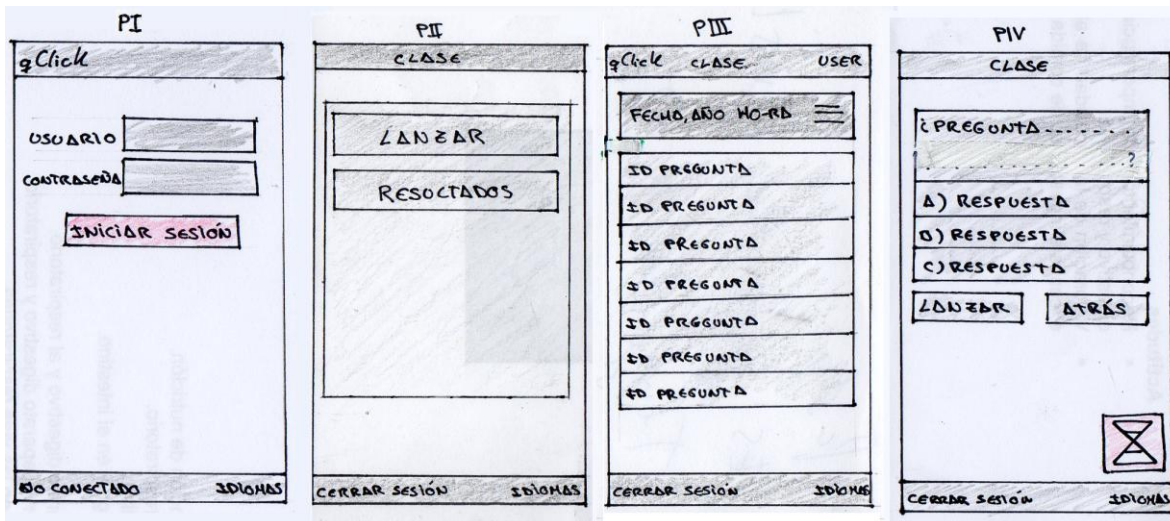 PI
qClick
USUARIO
CONTRASEÑA
INICIAR SESIÓN
NO CONECTADO IDIOMAS
PII
CLASE
LANZAR
RESULTADOS
CERRAR SESIÓN IDIOMAS
PIII
qClick CLASE USER
FECHA, AÑO HO-RA
ID PREGUNTA
ID PREGUNTA
ID PREGUNTA
ID PREGUNTA
ID PREGUNTA
ID PREGUNTA
ID PREGUNTA
CERRAR SESIÓN IDIOMAS
PIV
CLASE
¿PREGUNTA.......
..............?
A) RESPUESTA
B) RESPUESTA
C) RESPUESTA
LANZAR ATRÁS
CERRAR SESIÓN IDIOMAS